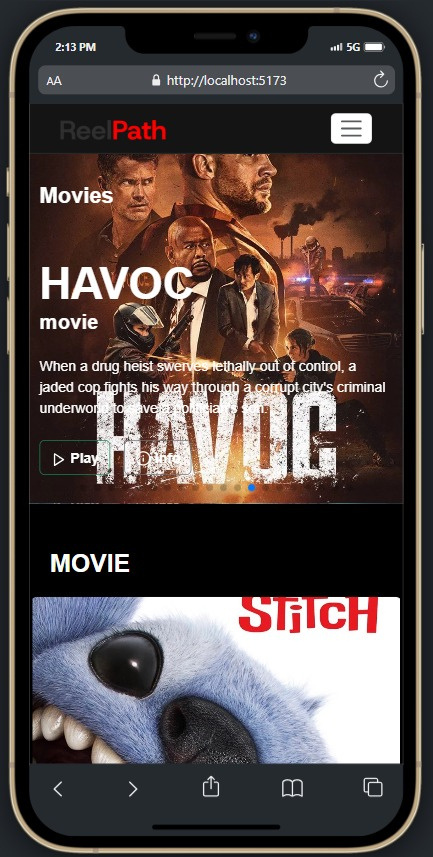 2:13 PM
5G
AA
http://localhost:5173
ReelPath
Movies
HAVOC
movie
When a drug heist swerves lethally out of control, a
jaded cop fights his way through a corrupt city's criminal
underworld to save a politician's son.
HAVOC
Play
Info
MOVIE
STiTCH